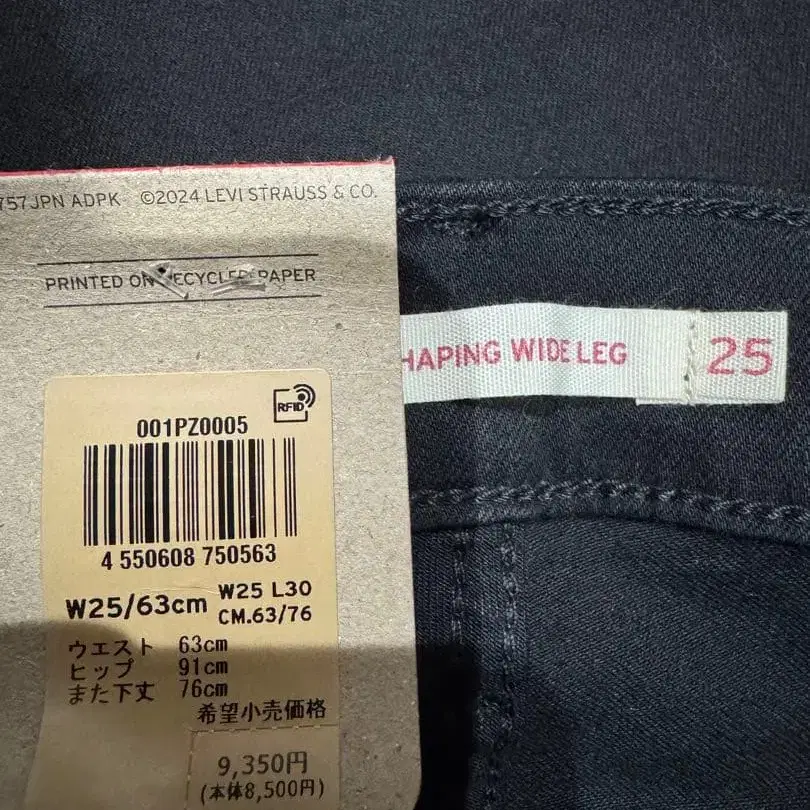 757JPN ADPK ©2024 LEVI STRAUSS & CO.
PRINTED ON RECYCLED PAPER
HAPING WIDE LEG 25
RFID
001PZ0005
4 550608 750563
W25/63cm W25 L30
CM.63/76
ウエスト 63cm
ヒップ 91cm
また下丈 76cm
希望小売価格
9,350円
(本体8,500円)